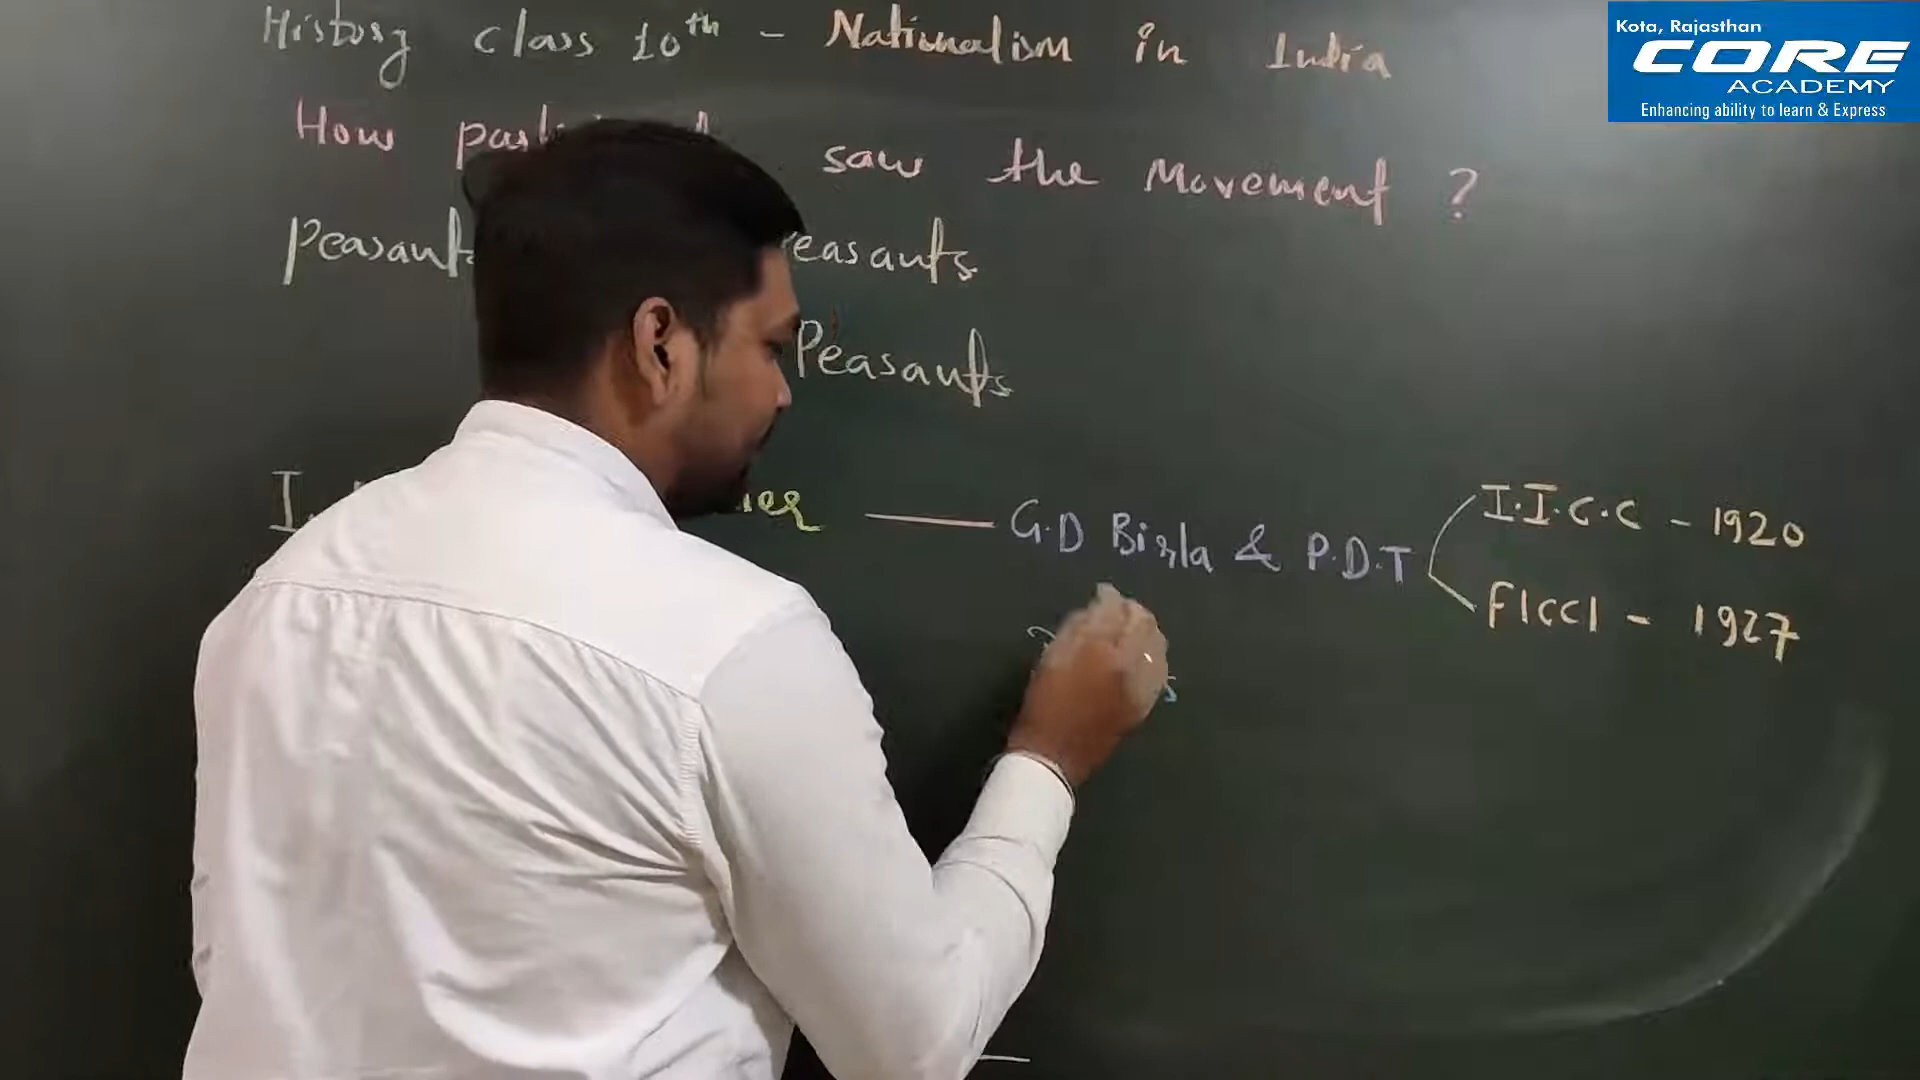 History class 10th - Nationalism in India
How saw the Movement ?
Peasants
Peasants
G.D Birla & P.D.T
I.I.C.C - 1920
FICCI - 1927
Kota, Rajasthan
CORE
ACADEMY
Enhancing ability to learn & Express